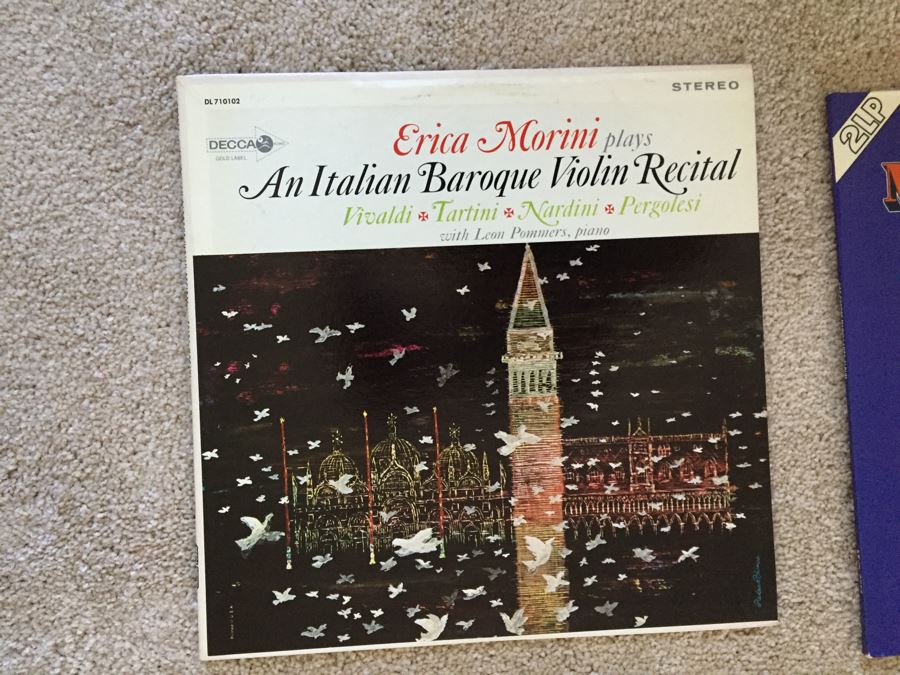 STEREO
DL 710102
DECCA
GOLD LABEL
Erica Morini plays
An Italian Baroque Violin Recital
Vivaldi ✠ Tartini ✠ Nardini ✠ Pergolesi
with Leon Pommers, piano
2LP
M